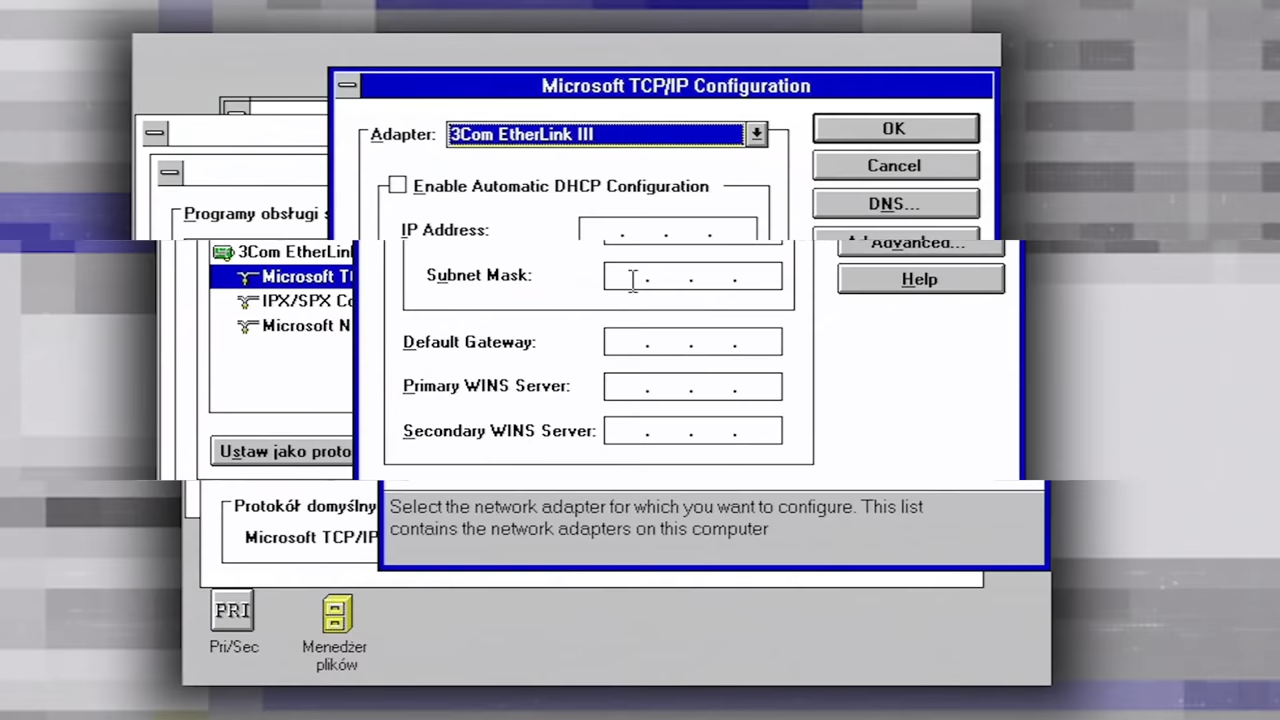 Microsoft TCP/IP Configuration
Adapter: 3Com EtherLink III
OK
Cancel
Enable Automatic DHCP Configuration
DNS...
Programy obsługi
IP Address: . . .
Advanced...
3Com EtherLin
Microsoft T
Subnet Mask: . . .
Help
IPX/SPX Co
Microsoft N
Default Gateway: . . .
Primary WINS Server: . . .
Secondary WINS Server: . . .
Ustaw jako proto
Protokół domyślny
Microsoft TCP/IP
Select the network adapter for which you want to configure. This list
contains the network adapters on this computer
PRI
Pri/Sec
Menedżer
plików